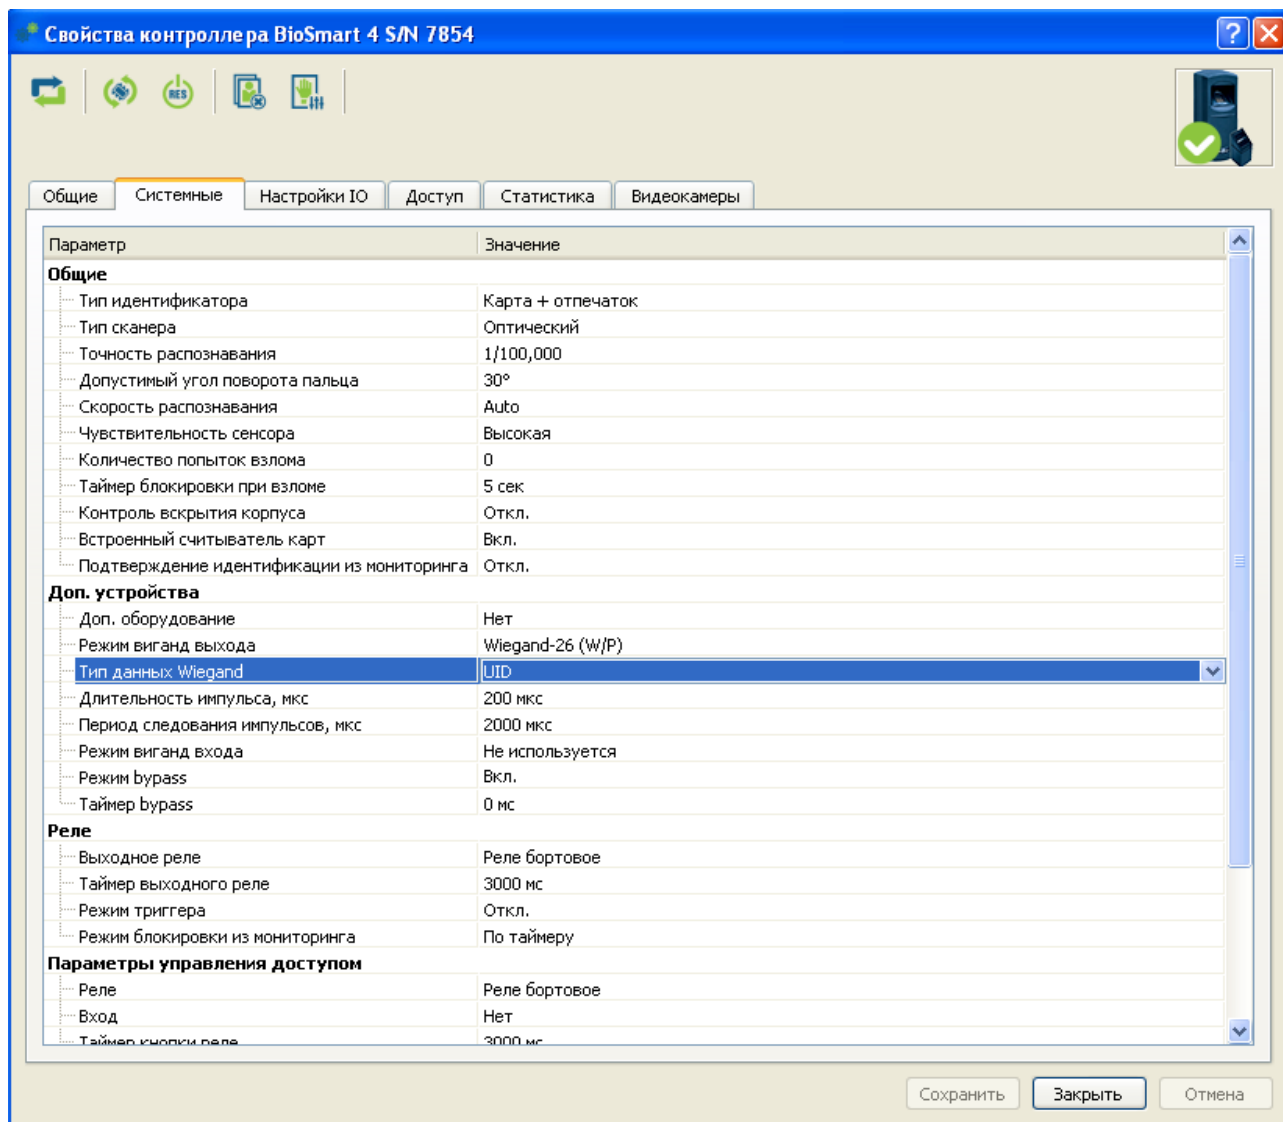 Свойства контроллера BioSmart 4 S/N 7854
RES
Общие Системные Настройки IO Доступ Статистика Видеокамеры
Параметр Значение
Общие
Тип идентификатора Карта + отпечаток
Тип сканера Оптический
Точность распознавания 1/100,000
Допустимый угол поворота пальца 30°
Скорость распознавания Auto
Чувствительность сенсора Высокая
Количество попыток взлома 0
Таймер блокировки при взломе 5 сек
Контроль вскрытия корпуса Откл.
Встроенный считыватель карт Вкл.
Подтверждение идентификации из мониторинга Откл.
Доп. устройства
Доп. оборудование Нет
Режим виганд выхода Wiegand-26 (W/P)
Тип данных Wiegand UID
Длительность импульса, мкс 200 мкс
Период следования импульсов, мкс 2000 мкс
Режим виганд входа Не используется
Режим bypass Вкл.
Таймер bypass 0 мс
Реле
Выходное реле Реле бортовое
Таймер выходного реле 3000 мс
Режим триггера Откл.
Режим блокировки из мониторинга По таймеру
Параметры управления доступом
Реле Реле бортовое
Вход Нет
Таймер кнопки реле 3000 мс
Сохранить Закрыть Отмена